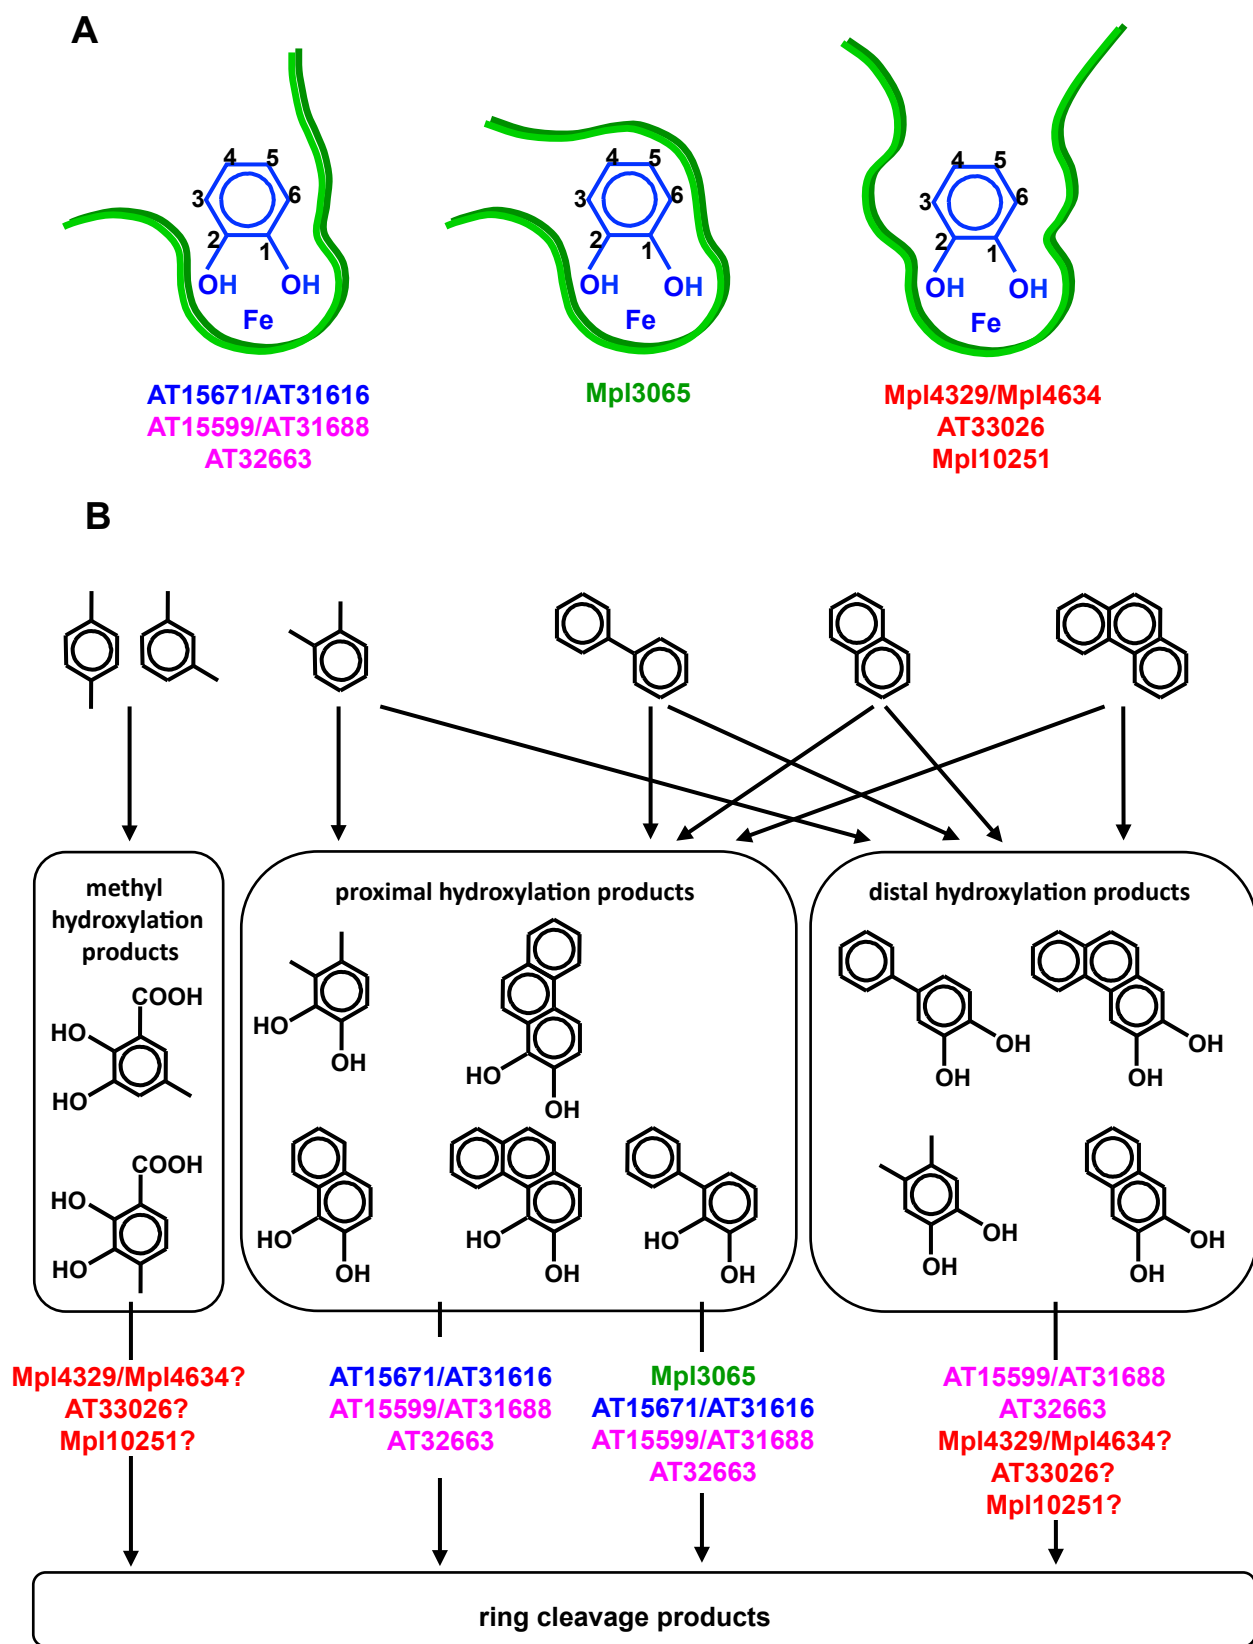 A
4 5
3 6
2 1
OH OH
Fe
AT15671/AT31616
AT15599/AT31688
AT32663
4 5
3 6
2 1
OH OH
Fe
Mpl3065
4 5
3 6
2 1
OH OH
Fe
Mpl4329/Mpl4634
AT33026
Mpl10251
B
methyl
hydroxylation
products
COOH
HO
HO
COOH
HO
HO
proximal hydroxylation products
HO
OH
HO
OH
HO
OH
HO
OH
HO
OH
distal hydroxylation products
OH
OH
OH
OH
OH
OH
OH
OH
Mpl4329/Mpl4634?
AT33026?
Mpl10251?
AT15671/AT31616
AT15599/AT31688
AT32663
Mpl3065
AT15671/AT31616
AT15599/AT31688
AT32663
AT15599/AT31688
AT32663
Mpl4329/Mpl4634?
AT33026?
Mpl10251?
ring cleavage products